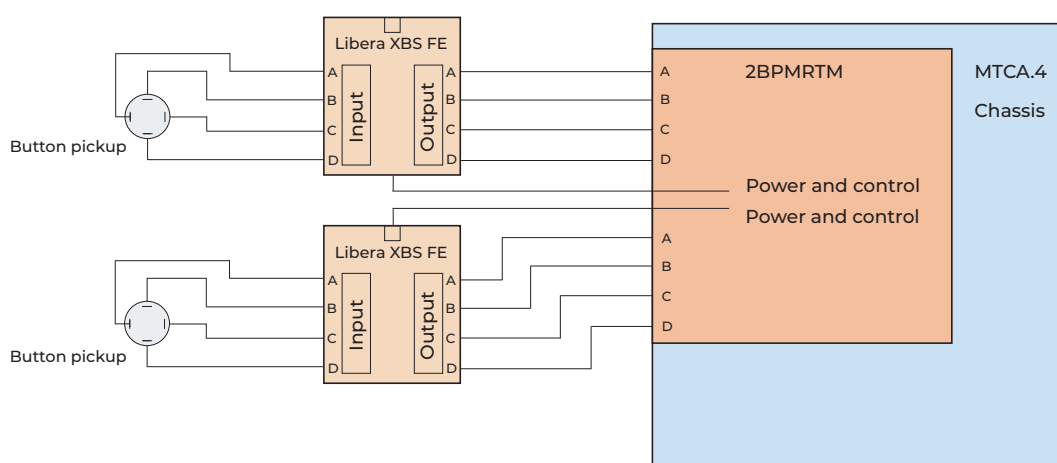 Libera XBS FE
A
B
C
D
Input
Output
A
B
C
D
Button pickup
A
B
C
D
2BPMRTM
MTCA.4
Chassis
Power and control
Power and control
Libera XBS FE
A
B
C
D
Input
Output
A
B
C
D
Button pickup
A
B
C
D